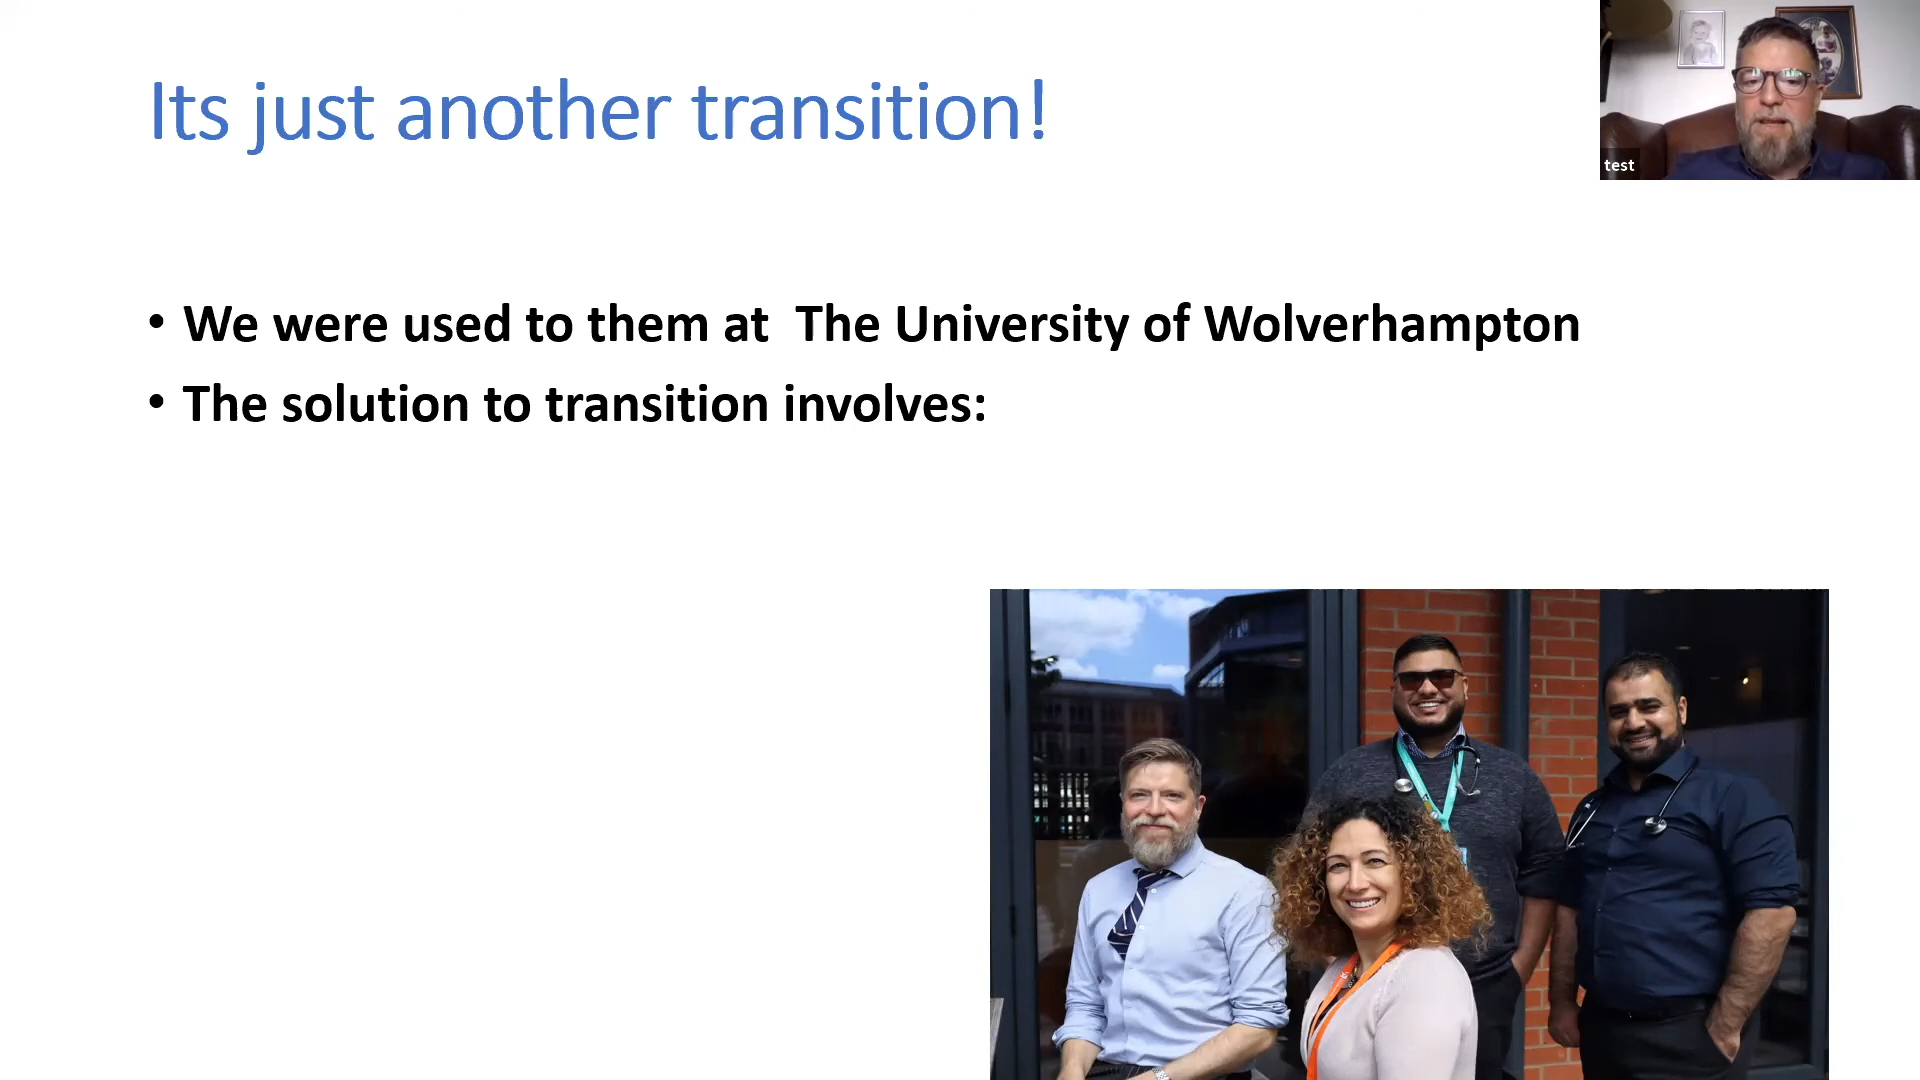 Its just another transition!
test
• We were used to them at  The University of Wolverhampton
• The solution to transition involves: